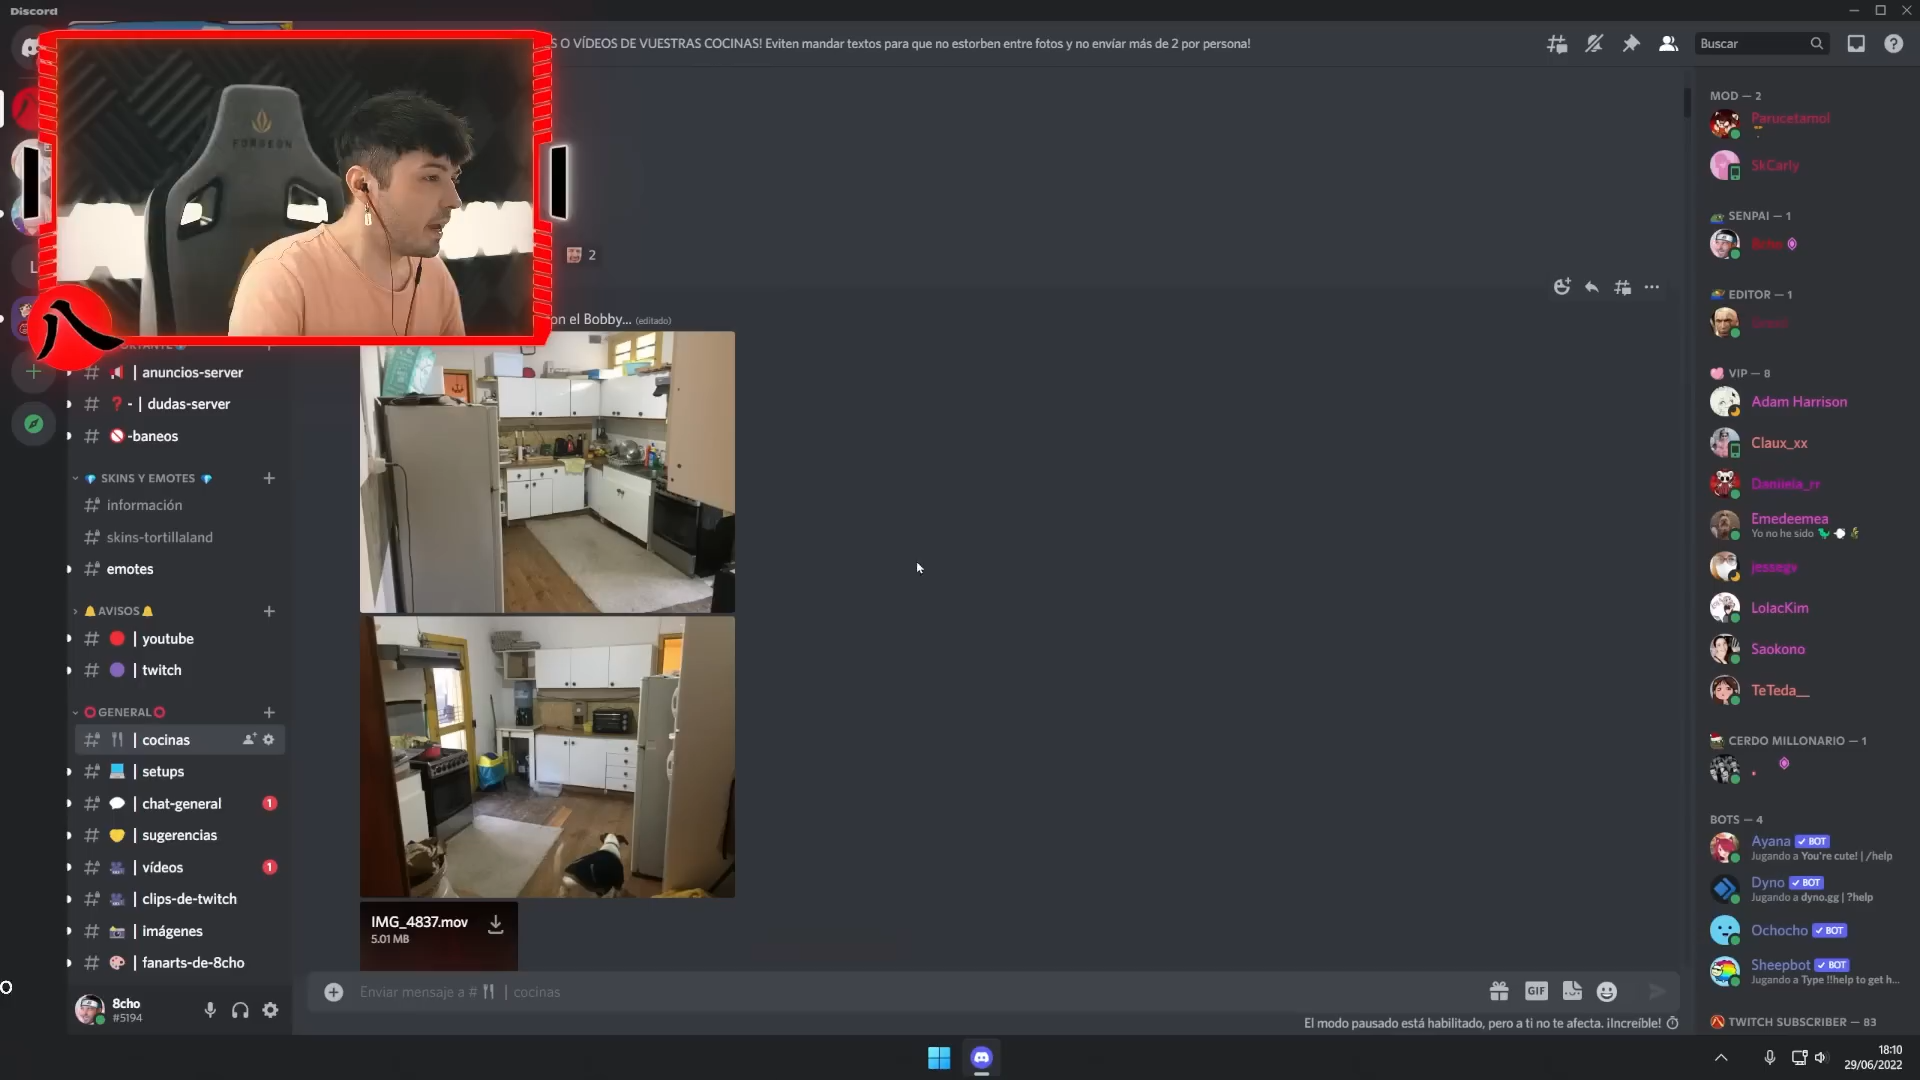 Discord
S O VÍDEOS DE VUESTRAS COCINAS! Eviten mandar textos para que no estorben entre fotos y no envíar más de 2 por persona!
Buscar
FORGEON
八
2
on el Bobby... (editado)
anuncios-server
- | dudas-server
-baneos
SKINS Y EMOTES
información
skins-tortillaland
emotes
AVISOS
| youtube
| twitch
GENERAL
| cocinas
| setups
| chat-general
1
| sugerencias
| vídeos
1
| clips-de-twitch
| imágenes
| fanarts-de-8cho
8cho
#5194
IMG_4837.mov
5.01 MB
Enviar mensaje a # | cocinas
GIF
El modo pausado está habilitado, pero a ti no te afecta. ¡Increíble!
MOD — 2
Parucetamol
SkCarly
SENPAI — 1
8cho
EDITOR — 1
VIP — 8
Adam Harrison
Claux_xx
Daniiela_rr
Emedeemea
Yo no he sido
jessegv
LolacKim
Saokono
TeTeda__
CERDO MILLONARIO — 1
BOTS — 4
Ayana BOT
Jugando a You're cute! | /help
Dyno BOT
Jugando a dyno.gg | ?help
Ochocho BOT
Sheepbot BOT
Jugando a Type !!help to get h...
TWITCH SUBSCRIBER — 83
18:10
29/06/2022